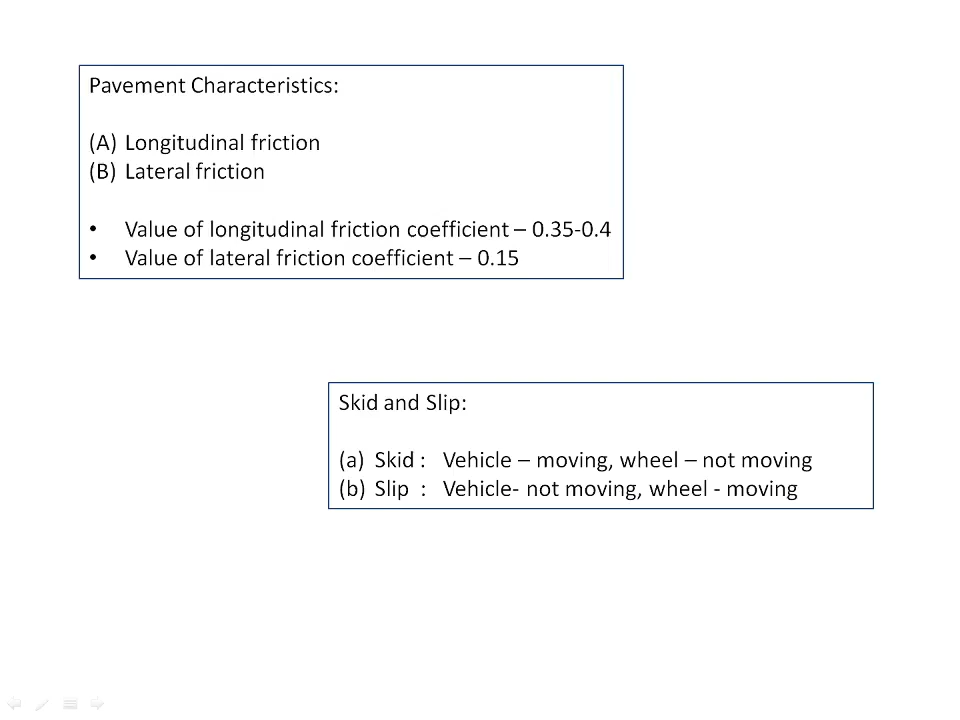 Pavement Characteristics:
(A) Longitudinal friction
(B) Lateral friction
• Value of longitudinal friction coefficient – 0.35-0.4
• Value of lateral friction coefficient – 0.15
Skid and Slip:
(a) Skid : Vehicle – moving, wheel – not moving
(b) Slip : Vehicle- not moving, wheel - moving